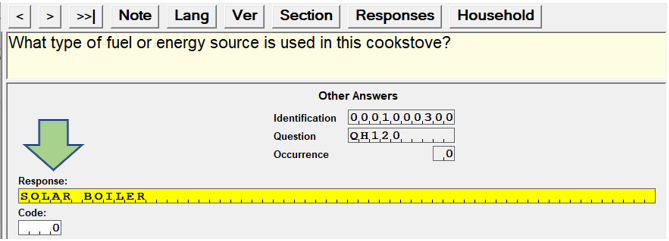 < > >>| Note Lang Ver Section Responses Household
What type of fuel or energy source is used in this cookstove?
Other Answers
Identification 0001000300
Question QH120
Occurrence 0
Response:
SOLAR BOILER
Code:
0